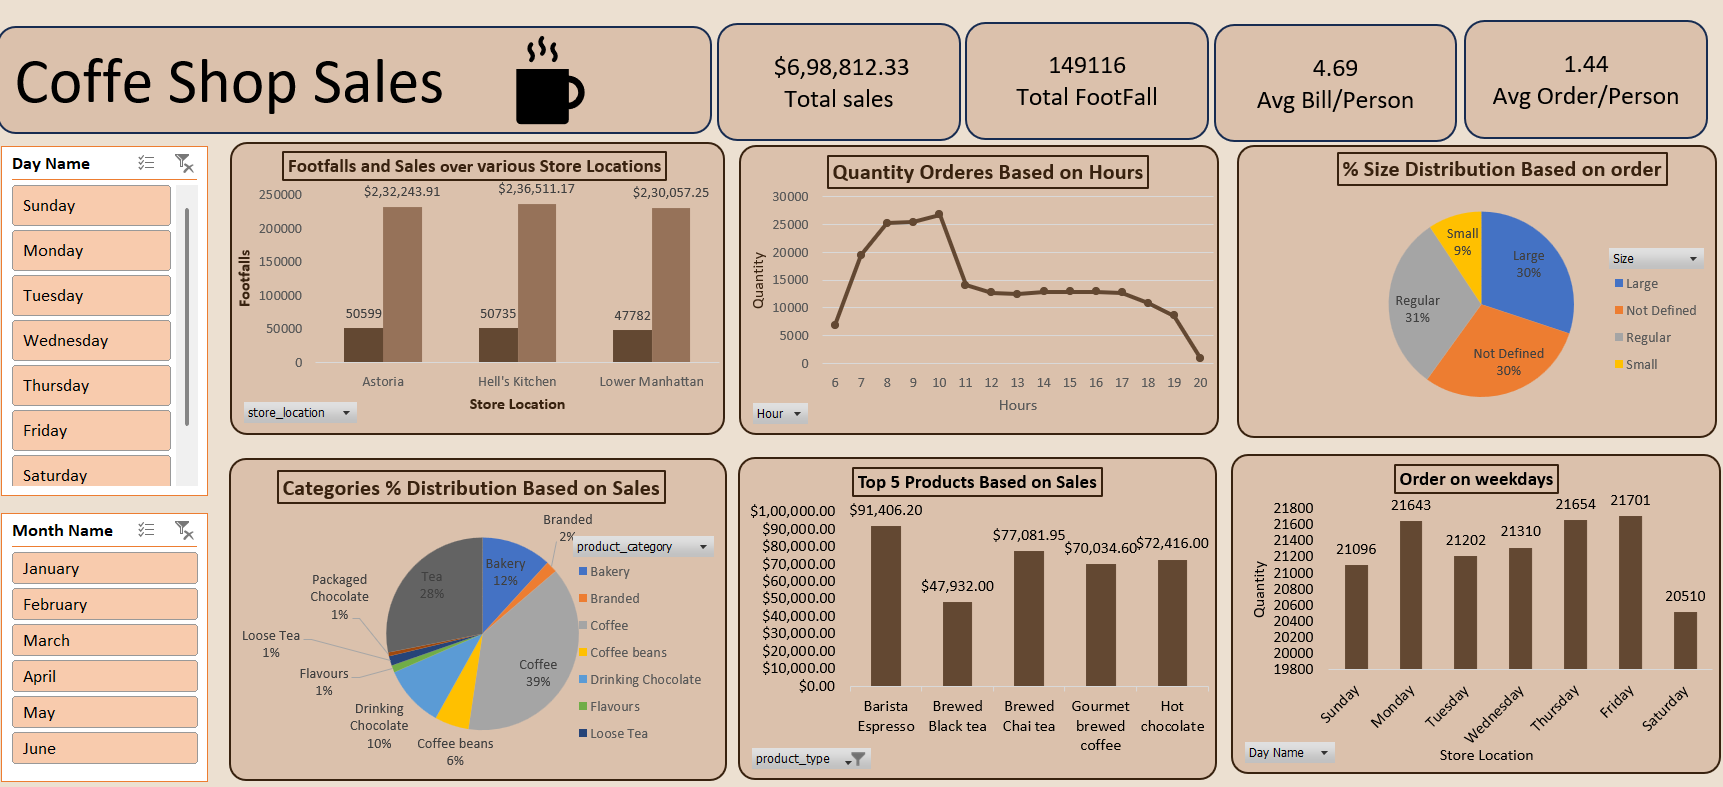 Coffe Shop Sales
$6,98,812.33
Total sales
149116
Total FootFall
4.69
Avg Bill/Person
1.44
Avg Order/Person
Day Name
Sunday
Monday
Tuesday
Wednesday
Thursday
Friday
Saturday
Month Name
January
February
March
April
May
June
Footfalls and Sales over various Store Locations
$2,32,243.91
$2,36,511.17
$2,30,057.25
250000
200000
150000
100000
50000
0
Footfalls
50599
50735
47782
Astoria
Hell's Kitchen
Lower Manhattan
Store Location
store_location
Quantity Orderes Based on Hours
30000
25000
20000
15000
10000
5000
0
Quantity
6 7 8 9 10 11 12 13 14 15 16 17 18 19 20
Hours
Hour
% Size Distribution Based on order
Small
9%
Large
30%
Regular
31%
Not Defined
30%
Size
Large
Not Defined
Regular
Small
Categories % Distribution Based on Sales
Branded
2%
Bakery
12%
Tea
28%
Packaged
Chocolate
1%
Loose Tea
1%
Flavours
1%
Drinking
Chocolate
10%
Coffee beans
6%
Coffee
39%
product_category
Bakery
Branded
Coffee
Coffee beans
Drinking Chocolate
Flavours
Loose Tea
Top 5 Products Based on Sales
$1,00,000.00
$90,000.00
$80,000.00
$70,000.00
$60,000.00
$50,000.00
$40,000.00
$30,000.00
$20,000.00
$10,000.00
$0.00
$91,406.20
$47,932.00
$77,081.95
$70,034.60
$72,416.00
Barista
Espresso
Brewed
Black tea
Brewed
Chai tea
Gourmet
brewed
coffee
Hot
chocolate
product_type
Order on weekdays
21800
21600
21400
21200
21000
20800
20600
20400
20200
20000
19800
Quantity
21096
21643
21202
21310
21654
21701
20510
Sunday
Monday
Tuesday
Wednesday
Thursday
Friday
Saturday
Store Location
Day Name